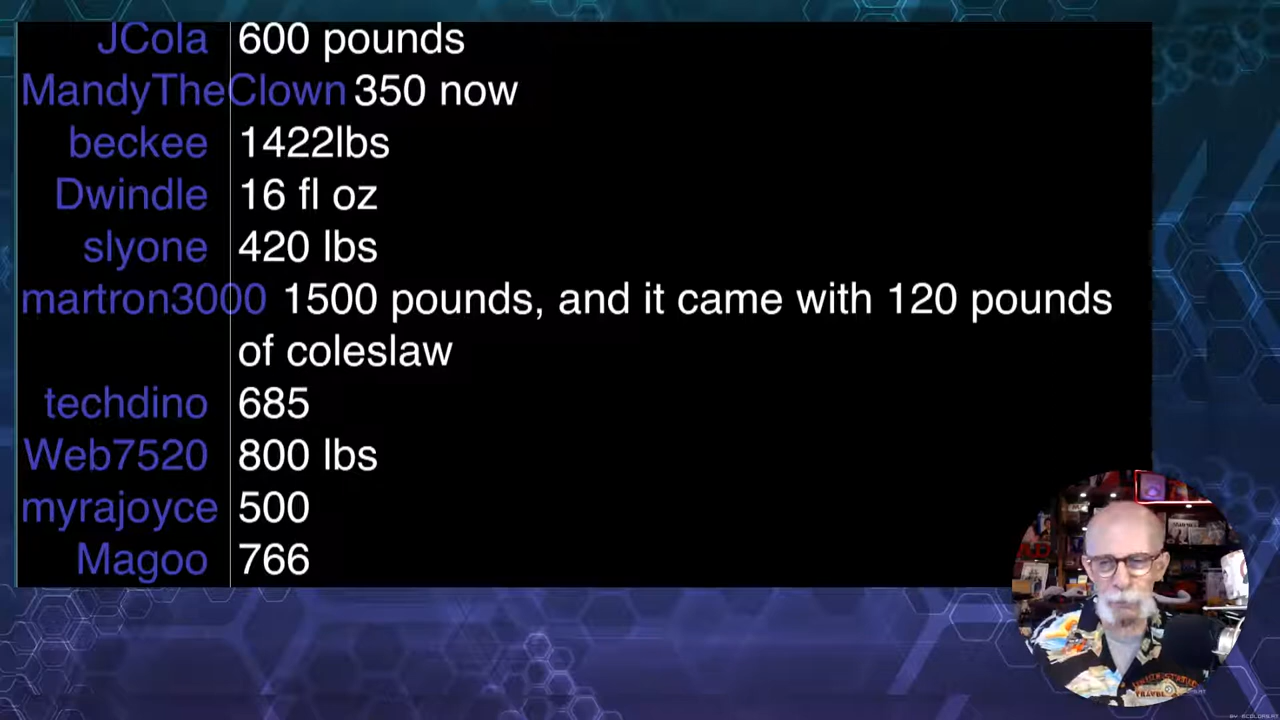 JCola 600 pounds
MandyTheClown 350 now
beckee 1422lbs
Dwindle 16 fl oz
slyone 420 lbs
martron3000 1500 pounds, and it came with 120 pounds
of coleslaw
techdino 685
Web7520 800 lbs
myrajoyce 500
Magoo 766
TRAVEL